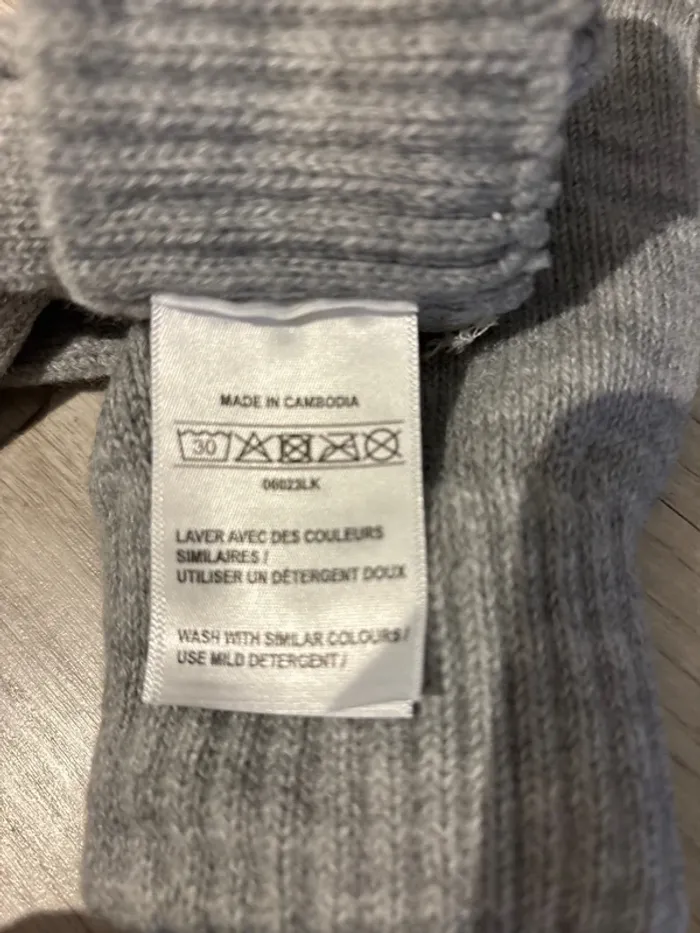 MADE IN CAMBODIA
30
06023LK
LAVER AVEC DES COULEURS
SIMILAIRES /
UTILISER UN DÉTERGENT DOUX
WASH WITH SIMILAR COLOURS /
USE MILD DETERGENT /